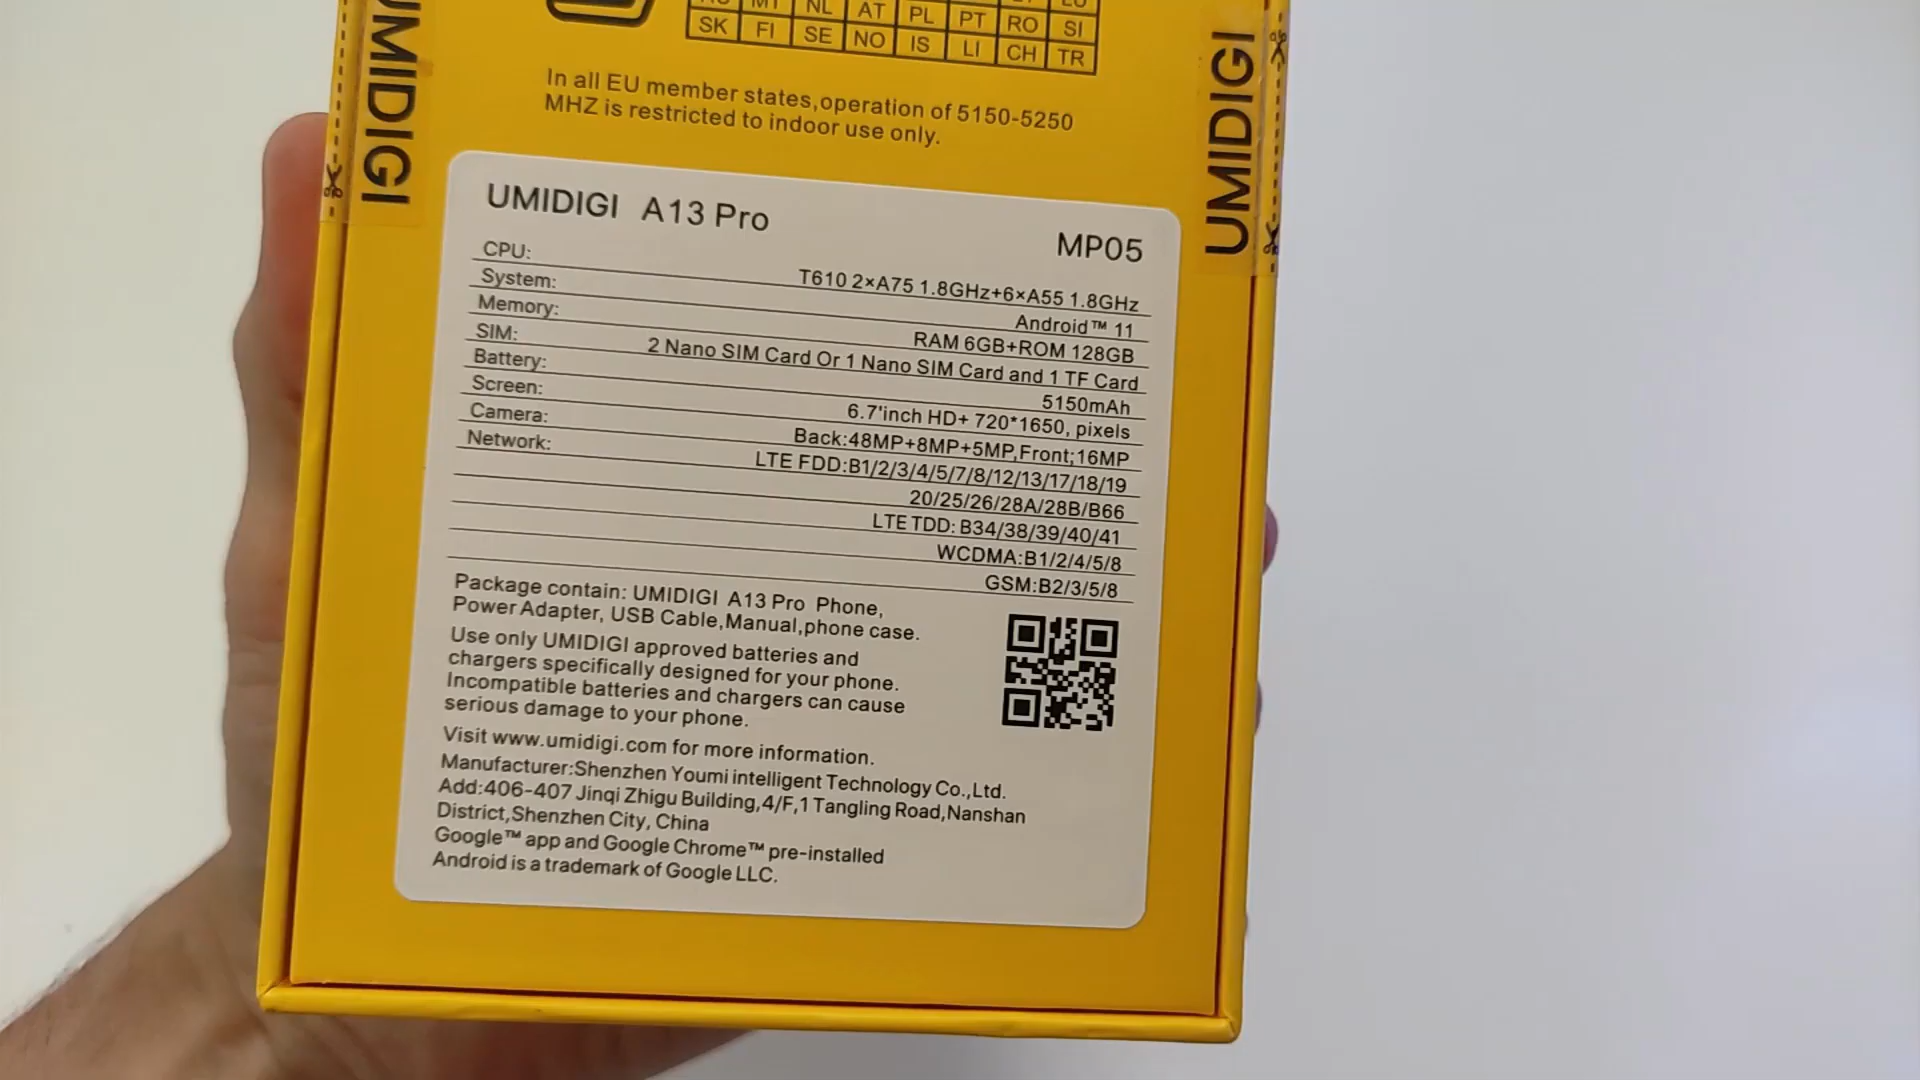 NL AT PL PT RO SI
SK FI SE NO IS LI CH TR
In all EU member states,operation of 5150-5250
MHZ is restricted to indoor use only.
UMIDIGI
UMIDIGI
UMIDIGI A13 Pro
MP05
CPU: T610 2×A75 1.8GHz+6×A55 1.8GHz
System: Android™ 11
Memory: RAM 6GB+ROM 128GB
SIM: 2 Nano SIM Card Or 1 Nano SIM Card and 1 TF Card
Battery: 5150mAh
Screen: 6.7'inch HD+ 720*1650, pixels
Camera: Back:48MP+8MP+5MP,Front;16MP
Network: LTE FDD:B1/2/3/4/5/7/8/12/13/17/18/19
20/25/26/28A/28B/B66
LTE TDD: B34/38/39/40/41
WCDMA:B1/2/4/5/8
GSM:B2/3/5/8
Package contain: UMIDIGI A13 Pro Phone,
Power Adapter, USB Cable,Manual,phone case.
Use only UMIDIGI approved batteries and
chargers specifically designed for your phone.
Incompatible batteries and chargers can cause
serious damage to your phone.
Visit www.umidigi.com for more information.
Manufacturer:Shenzhen Youmi intelligent Technology Co.,Ltd.
Add:406-407 Jinqi Zhigu Building,4/F,1 Tangling Road,Nanshan
District,Shenzhen City, China
Google™ app and Google Chrome™ pre-installed
Android is a trademark of Google LLC.